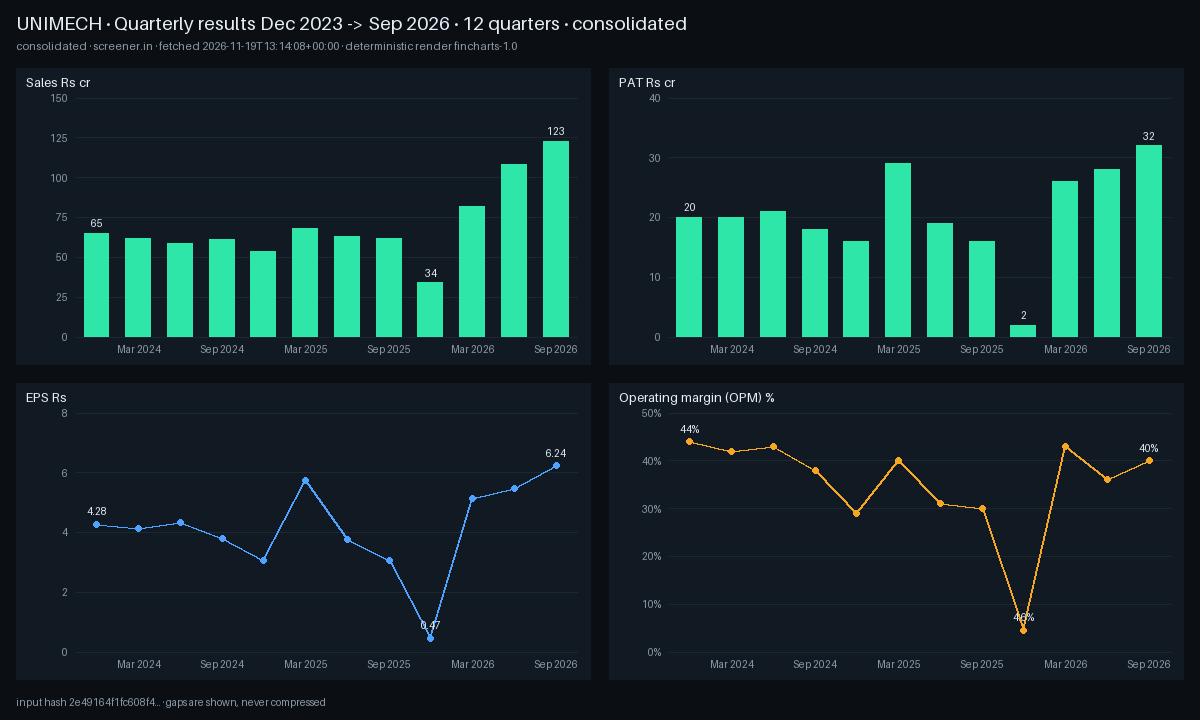 UNIMECH · Quarterly results Dec 2023 -> Sep 2026 · 12 quarters · consolidated
consolidated · screener.in · fetched 2026-11-19T13:14:08+00:00 · deterministic render fincharts-1.0
Sales Rs cr
150
125
100
75
50
25
0
65
34
123
Mar 2024
Sep 2024
Mar 2025
Sep 2025
Mar 2026
Sep 2026
PAT Rs cr
40
30
20
10
0
20
2
32
Mar 2024
Sep 2024
Mar 2025
Sep 2025
Mar 2026
Sep 2026
EPS Rs
8
6
4
2
0
4.28
0.47
6.24
Mar 2024
Sep 2024
Mar 2025
Sep 2025
Mar 2026
Sep 2026
Operating margin (OPM) %
50%
40%
30%
20%
10%
0%
44%
40%
Mar 2024
Sep 2024
Mar 2025
Sep 2025
Mar 2026
Sep 2026
input hash 2e49164f1fc608f4… · gaps are shown, never compressed